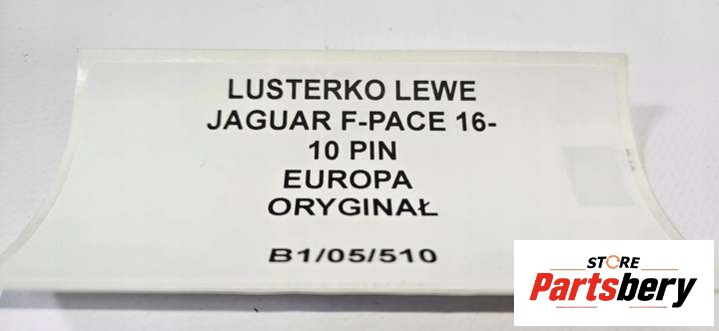 LUSTERKO LEWE
JAGUAR F-PACE 16-
10 PIN
EUROPA
ORYGINAŁ
B1/05/510
STORE
Partsbery